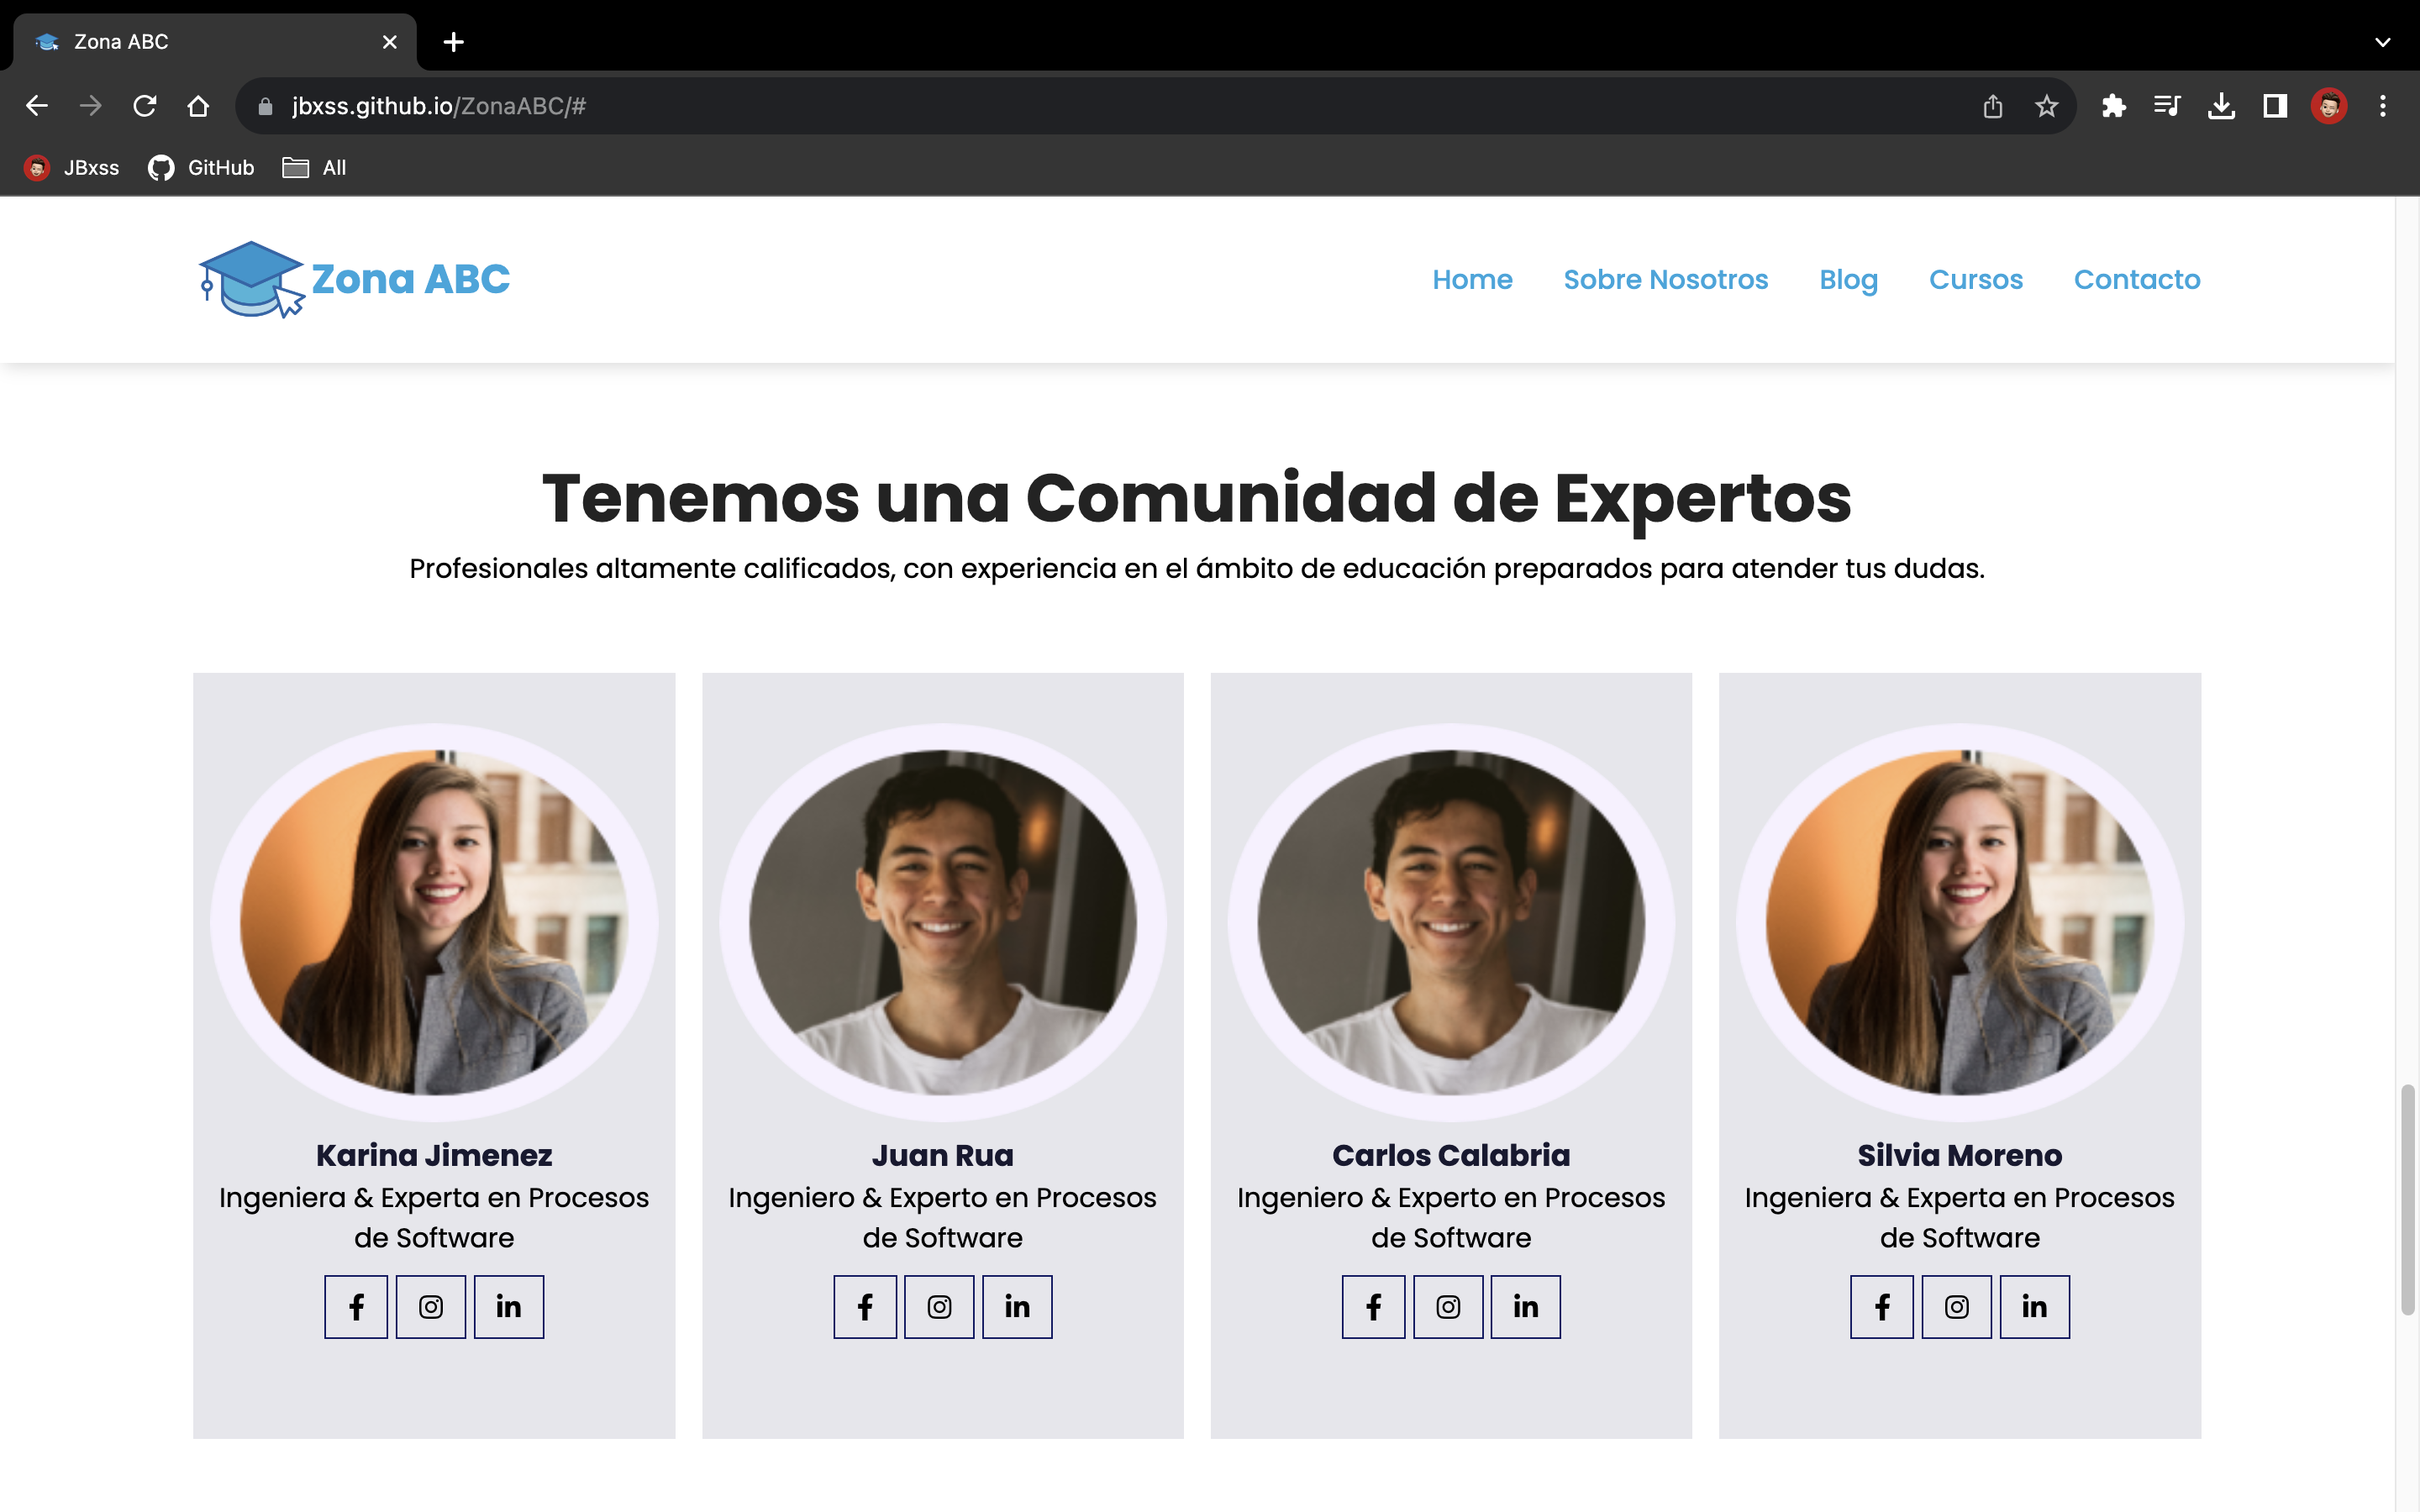 Zona ABC
jbxss.github.io/ZonaABC/#
JBxss GitHub All
Zona ABC
Home Sobre Nosotros Blog Cursos Contacto
Tenemos una Comunidad de Expertos
Profesionales altamente calificados, con experiencia en el ámbito de educación preparados para atender tus dudas.
Karina Jimenez
Ingeniera & Experta en Procesos
de Software
Juan Rua
Ingeniero & Experto en Procesos
de Software
Carlos Calabria
Ingeniero & Experto en Procesos
de Software
Silvia Moreno
Ingeniera & Experta en Procesos
de Software